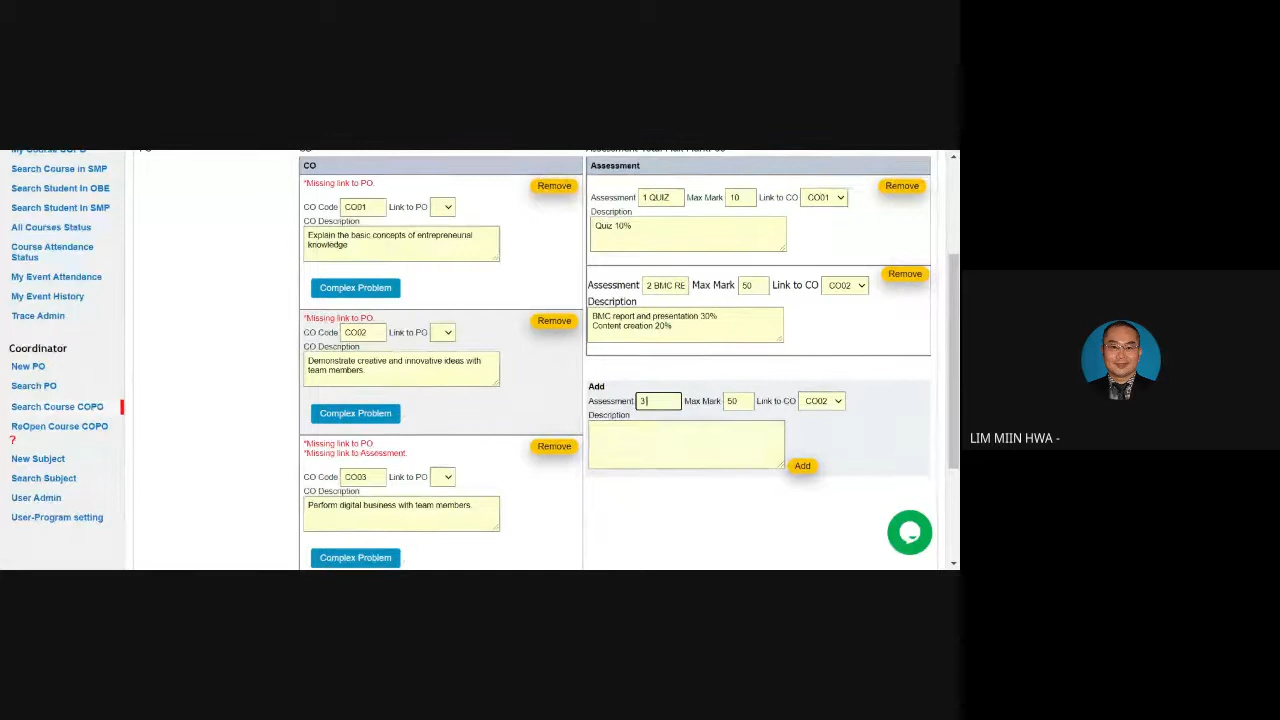 Search Course in SMP
Search Student In OBE
Search Student In SMP
All Courses Status
Course Attendance
Status
My Event Attendance
My Event History
Trace Admin
Coordinator
New PO
Search PO
Search Course COPO
ReOpen Course COPO
?
New Subject
Search Subject
User Admin
User-Program setting
CO
*Missing link to PO.
Remove
CO Code CO01 Link to PO
CO Description
Explain the basic concepts of entrepreneurial
knowledge
Complex Problem
*Missing link to PO.
Remove
CO Code CO02 Link to PO
CO Description
Demonstrate creative and innovative ideas with
team members.
Complex Problem
*Missing link to PO.
*Missing link to Assessment.
Remove
CO Code CO03 Link to PO
CO Description
Perform digital business with team members.
Complex Problem
Assessment
Remove
Assessment 1 QUIZ Max Mark 10 Link to CO CO01
Description
Quiz 10%
Remove
Assessment 2 BMC RE Max Mark 50 Link to CO CO02
Description
BMC report and presentation 30%
Content creation 20%
Add
Assessment 3 Max Mark 50 Link to CO CO02
Description
Add
LIM MIIN HWA -